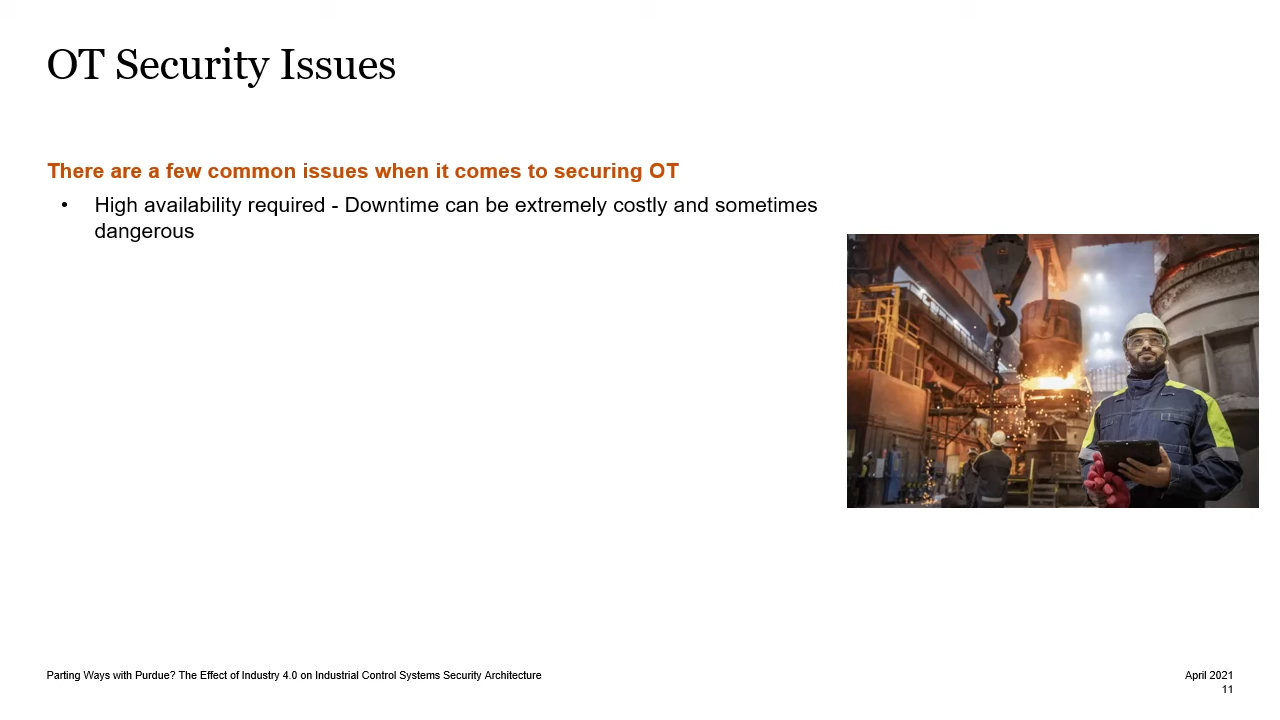 OT Security Issues
There are a few common issues when it comes to securing OT
• High availability required - Downtime can be extremely costly and sometimes
dangerous
Parting Ways with Purdue? The Effect of Industry 4.0 on Industrial Control Systems Security Architecture
April 2021
11